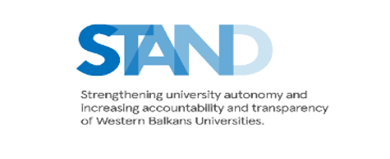 STAND
Strengthening university autonomy and
increasing accountability and transparency
of Western Balkans Universities.